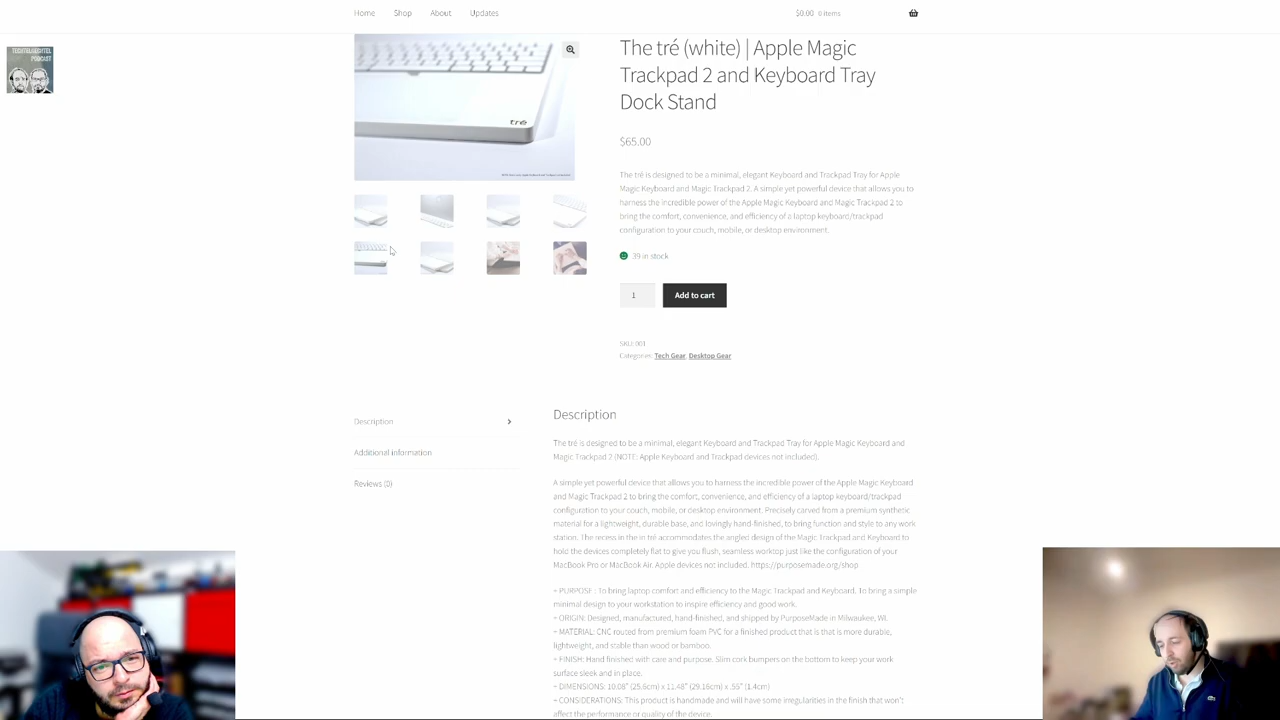 Home Shop About Updates $0.00 0 items
TECHTELMECHTEL
PODCAST
The tré (white) | Apple Magic
Trackpad 2 and Keyboard Tray
Dock Stand
tré
$65.00
The tré is designed to be a minimal, elegant Keyboard and Trackpad Tray for Apple
Magic Keyboard and Magic Trackpad 2. A simple yet powerful device that allows you to
harness the incredible power of the Apple Magic Keyboard and Magic Trackpad 2 to
bring the comfort, convenience, and efficiency of a laptop keyboard/trackpad
configuration to your couch, mobile, or desktop environment.
39 in stock
1 Add to cart
SKU: 001
Categories: Tech Gear, Desktop Gear
Description
Additional information
Reviews (0)
Description
The tré is designed to be a minimal, elegant Keyboard and Trackpad Tray for Apple Magic Keyboard and
Magic Trackpad 2 (NOTE: Apple Keyboard and Trackpad devices not included).
A simple yet powerful device that allows you to harness the incredible power of the Apple Magic Keyboard
and Magic Trackpad 2 to bring the comfort, convenience, and efficiency of a laptop keyboard/trackpad
configuration to your couch, mobile, or desktop environment. Precisely carved from a premium synthetic
material for a lightweight, durable base, and lovingly hand-finished, to bring function and style to any work
station. The recess in the in tré accommodates the angled design of the Magic Trackpad and Keyboard to
hold the devices completely flat to give you flush, seamless worktop just like the configuration of your
MacBook Pro or MacBook Air. Apple devices not included. https://purposemade.org/shop
~ PURPOSE : To bring laptop comfort and efficiency to the Magic Trackpad and Keyboard. To bring a simple
minimal design to your workstation to inspire efficiency and good work.
~ ORIGIN: Designed, manufactured, hand-finished, and shipped by PurposeMade in Milwaukee, WI.
~ MATERIAL: CNC routed from premium foam PVC for a finished product that is that is more durable,
lightweight, and stable than wood or bamboo.
~ FINISH: Hand finished with care and purpose. Slim cork bumpers on the bottom to keep your work
surface sleek and in place.
~ DIMENSIONS: 10.08" (25.6cm) x 11.48" (29.16cm) x .55" (1.4cm)
~ CONSIDERATIONS: This product is handmade and will have some irregularities in the finish that won't
affect the performance or quality of the device.